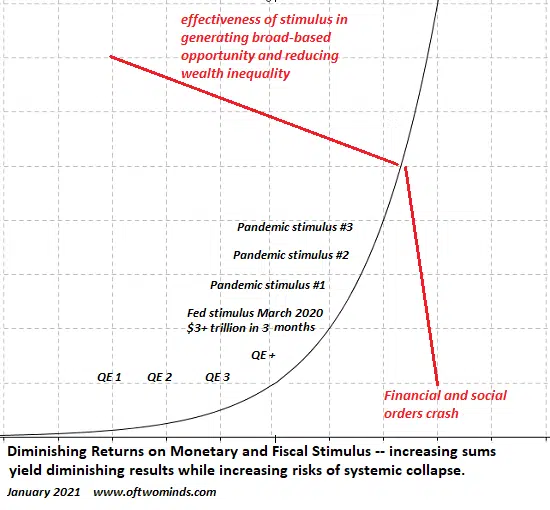 effectiveness of stimulus in
generating broad-based
opportunity and reducing
wealth inequality
Pandemic stimulus #3
Pandemic stimulus #2
Pandemic stimulus #1
Fed stimulus March 2020
$3+ trillion in 3 months
QE +
QE 1 QE 2 QE 3
Financial and social
orders crash
Diminishing Returns on Monetary and Fiscal Stimulus -- increasing sums
yield diminishing results while increasing risks of systemic collapse.
January 2021 www.oftwominds.com